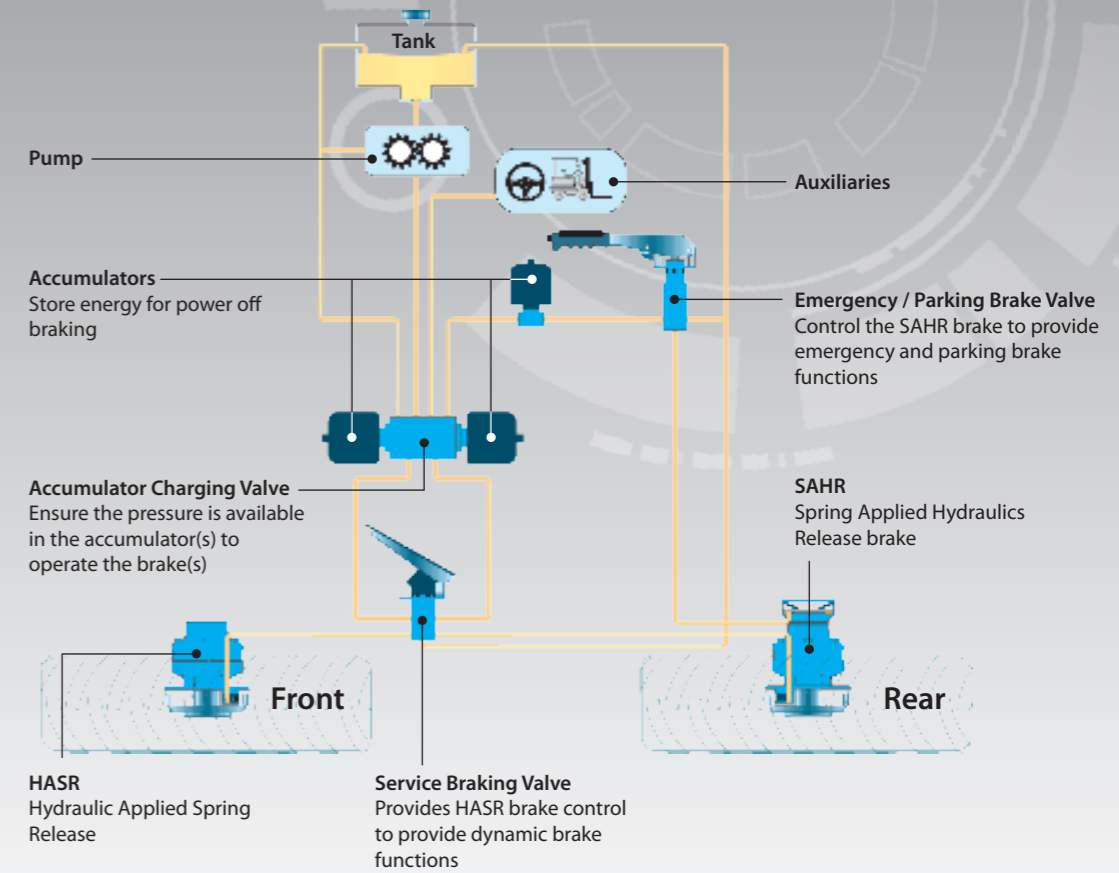 Tank
Pump
Auxiliaries
Accumulators
Store energy for power off
braking
Emergency / Parking Brake Valve
Control the SAHR brake to provide
emergency and parking brake
functions
Accumulator Charging Valve
Ensure the pressure is available
in the accumulator(s) to
operate the brake(s)
SAHR
Spring Applied Hydraulics
Release brake
Front
Rear
HASR
Hydraulic Applied Spring
Release
Service Braking Valve
Provides HASR brake control
to provide dynamic brake
functions